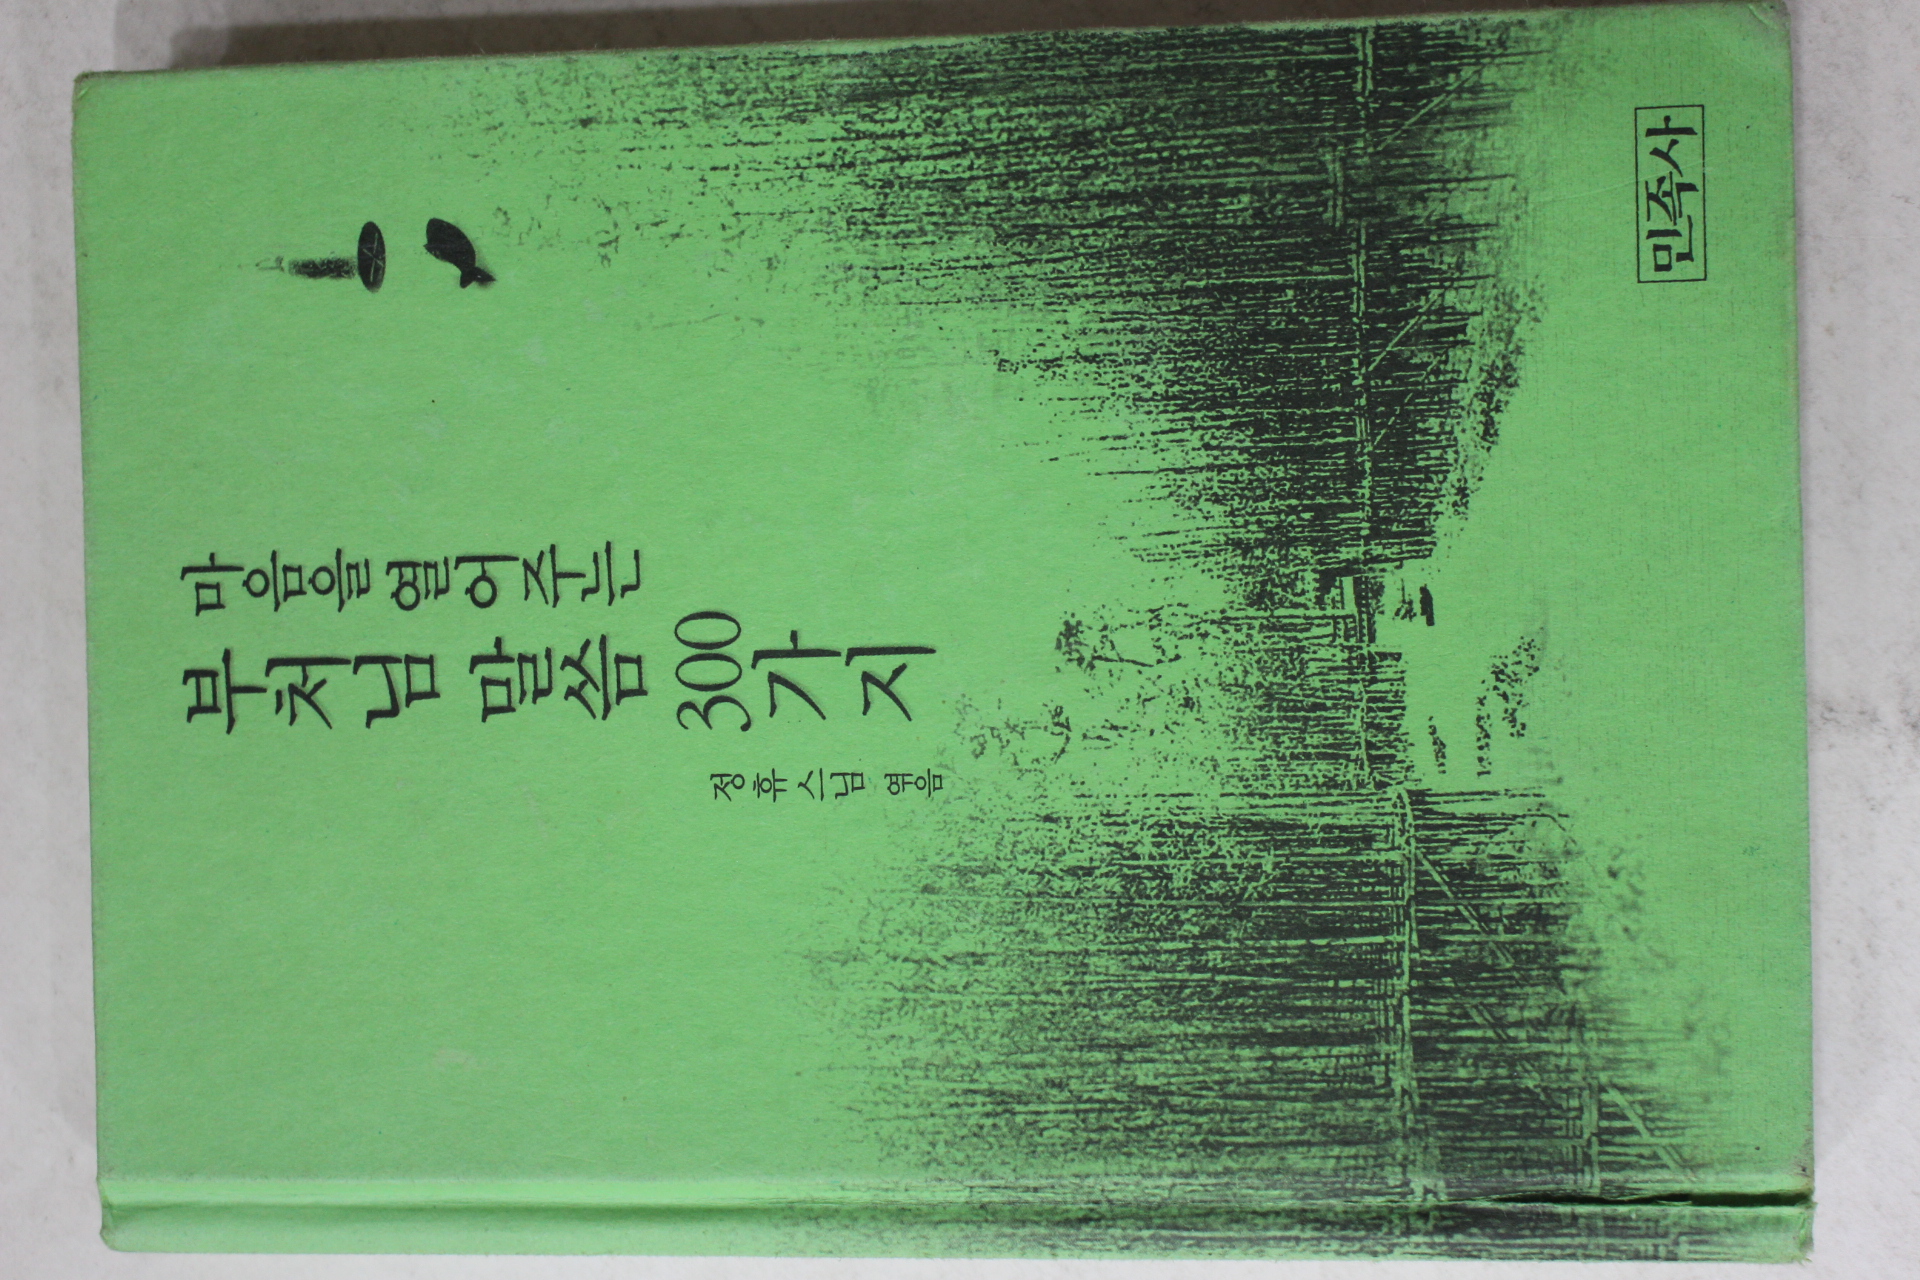 마음을 열어 주는
부처님 말씀 300가지
정휴스님 엮음
민족사